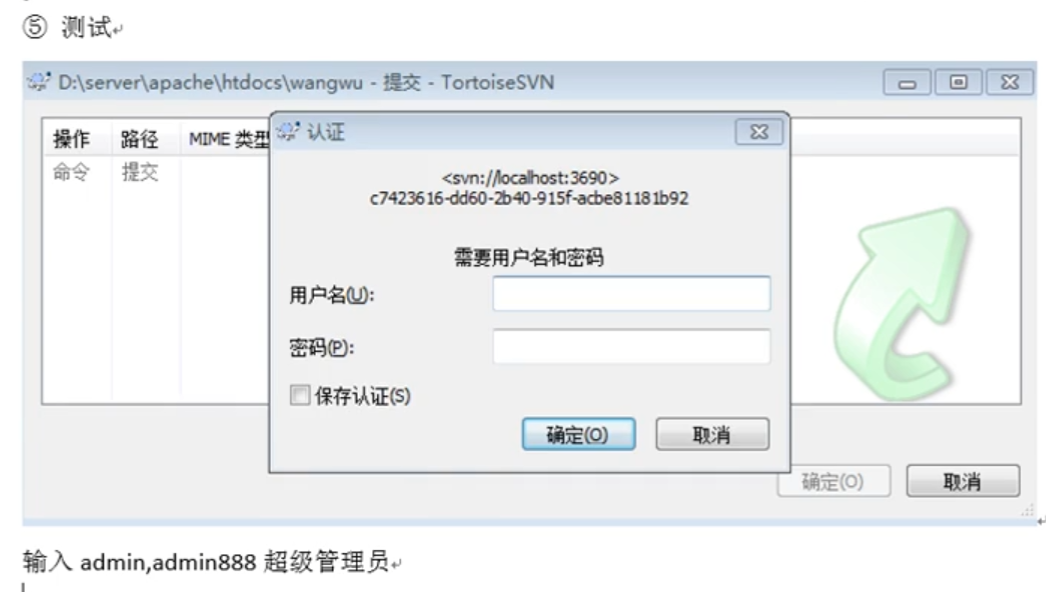 ⑤ 测试
D:\server\apache\htdocs\wangwu - 提交 - TortoiseSVN
操作 路径 MIME 类型
命令 提交
认证
<svn://localhost:3690>
c7423616-dd60-2b40-915f-acbe81181b92
需要用户名和密码
用户名(U):
密码(P):
保存认证(S)
确定(O) 取消
确定(O) 取消
输入 admin,admin888 超级管理员